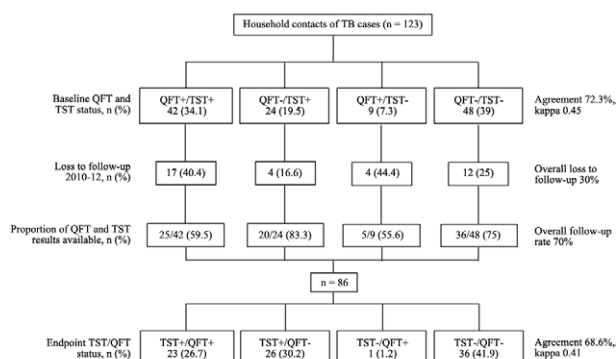 Household contacts of TB cases (n = 123)
Baseline QFT and
TST status, n (%)
QFT+/TST+
42 (34.1)
QFT-/TST+
24 (19.5)
QFT+/TST-
9 (7.3)
QFT-/TST-
48 (39)
Agreement 72.3%,
kappa 0.45
Loss to follow-up
2010-12, n (%)
17 (40.4)
4 (16.6)
4 (44.4)
12 (25)
Overall loss to
follow-up 30%
Proportion of QFT and TST
results available, n (%)
25/42 (59.5)
20/24 (83.3)
5/9 (55.6)
36/48 (75)
Overall follow-up
rate 70%
n = 86
Endpoint TST/QFT
status, n (%)
TST+/QFT+
23 (26.7)
TST+/QFT-
26 (30.2)
TST-/QFT+
1 (1.2)
TST-/QFT-
36 (41.9)
Agreement 68.6%,
kappa 0.41